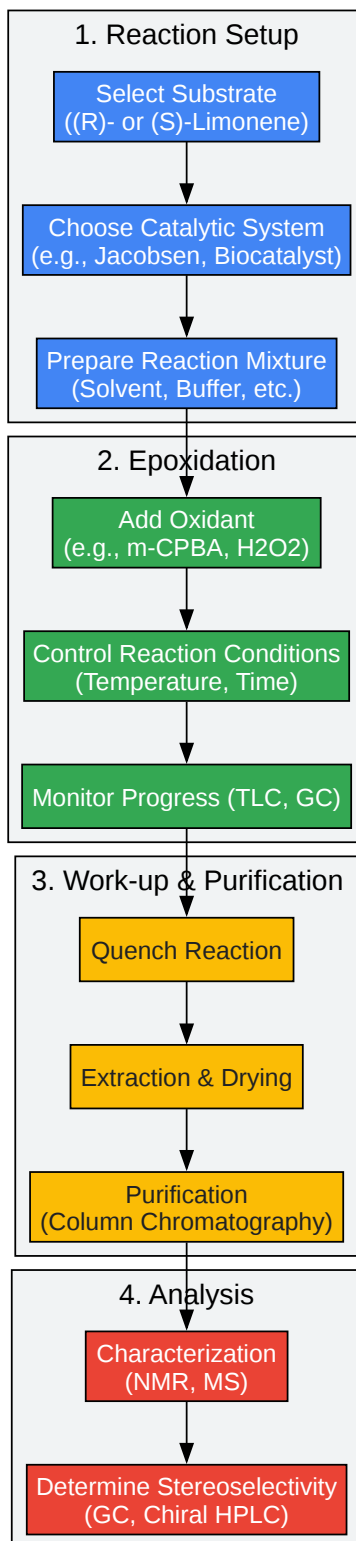 1. Reaction Setup
Select Substrate
((R)- or (S)-Limonene)
Choose Catalytic System
(e.g., Jacobsen, Biocatalyst)
Prepare Reaction Mixture
(Solvent, Buffer, etc.)
2. Epoxidation
Add Oxidant
(e.g., m-CPBA, H2O2)
Control Reaction Conditions
(Temperature, Time)
Monitor Progress (TLC, GC)
3. Work-up & Purification
Quench Reaction
Extraction & Drying
Purification
(Column Chromatography)
4. Analysis
Characterization
(NMR, MS)
Determine Stereoselectivity
(GC, Chiral HPLC)